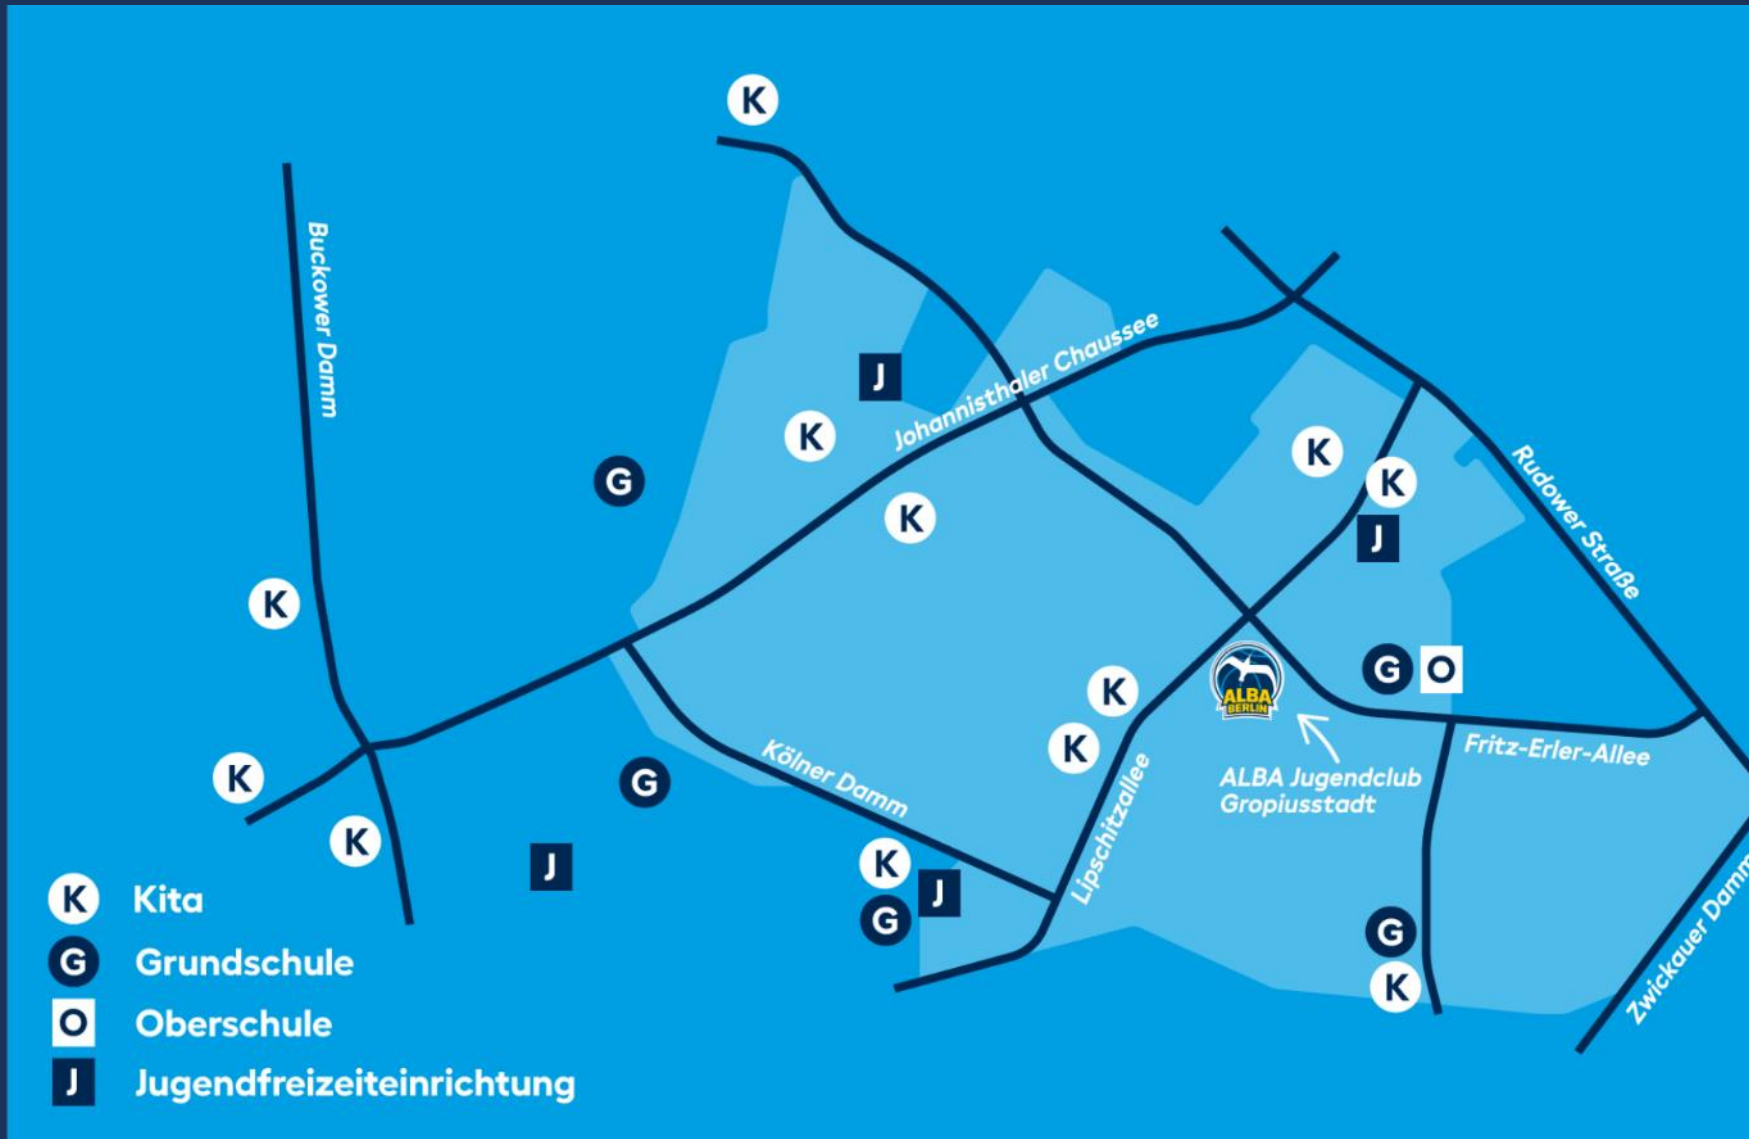 K
Buckower Damm
Johannisthaler Chaussee
J
K
K
K
K
J
G
Rudower Straße
K
K
G
O
K
ALBA
BERLIN
Fritz-Erler-Allee
Kölner Damm
K
ALBA Jugendclub
Gropiusstadt
K
G
Lipschitzallee
K
J
K
J
G
G
K
Zwickauer Damm
K Kita
G Grundschule
O Oberschule
J Jugendfreizeiteinrichtung